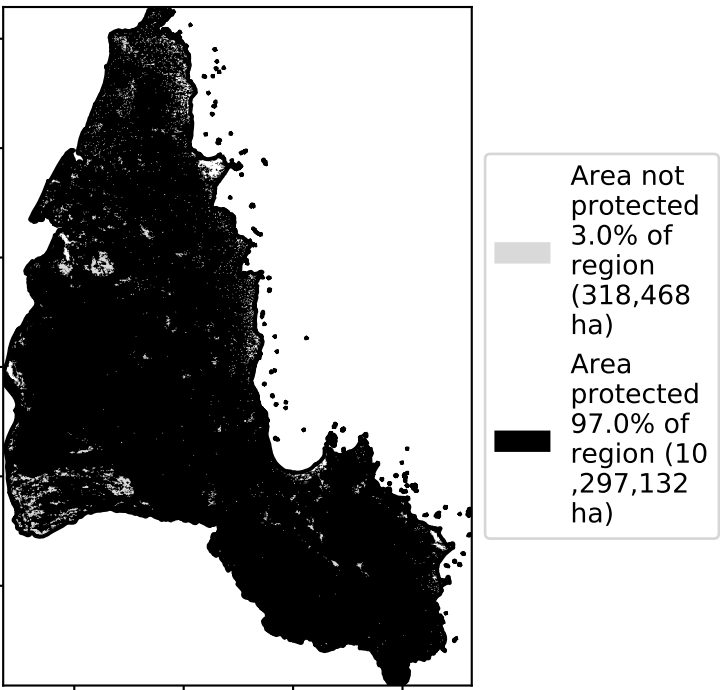 Area not
protected
3.0% of
region
(318,468
ha)
Area
protected
97.0% of
region (10
,297,132
ha)